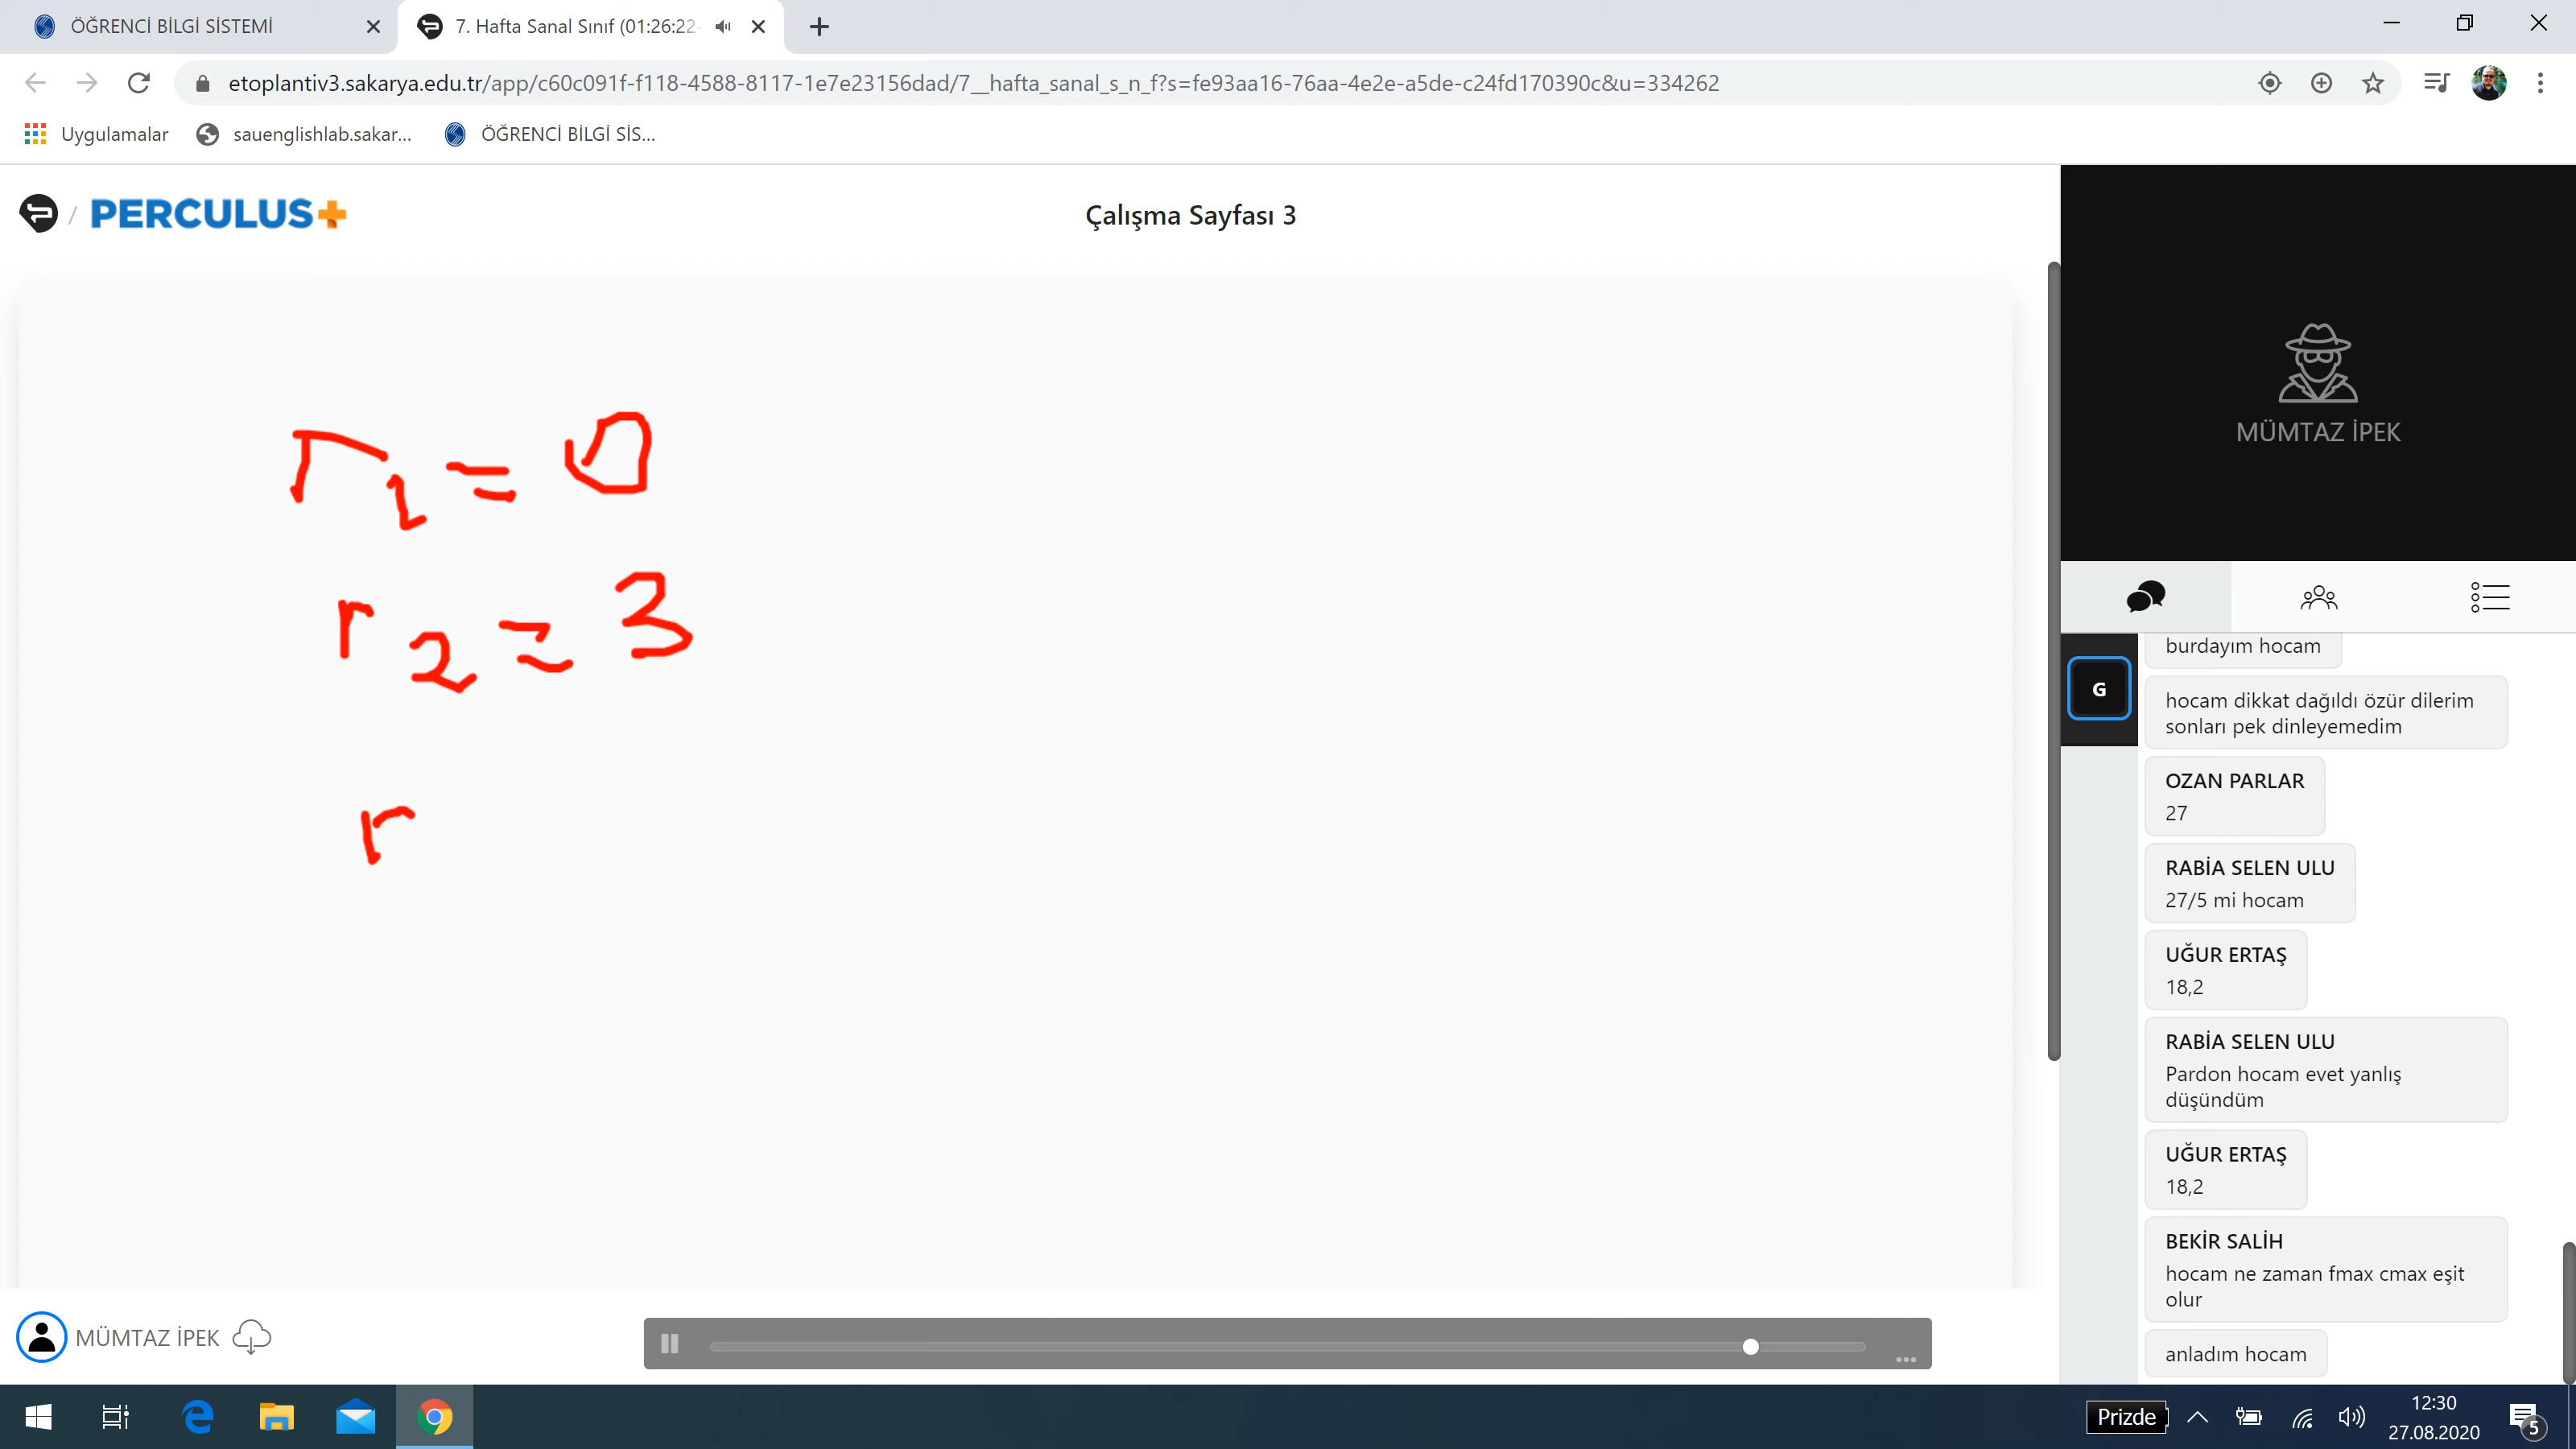 ÖĞRENCİ BİLGİ SİSTEMİ
7. Hafta Sanal Sınıf (01:26:22
etoplantiv3.sakarya.edu.tr/app/c60c091f-f118-4588-8117-1e7e23156dad/7__hafta_sanal_s_n_f?s=fe93aa16-76aa-4e2e-a5de-c24fd170390c&u=334262
Uygulamalar
sauenglishlab.sakar...
ÖĞRENCİ BİLGİ SİS...
/ PERCULUS+
Çalışma Sayfası 3
r1 = 0
r2 = 3
r
MÜMTAZ İPEK
G
burdayım hocam
hocam dikkat dağıldı özür dilerim
sonları pek dinleyemedim
OZAN PARLAR
27
RABİA SELEN ULU
27/5 mi hocam
UĞUR ERTAŞ
18,2
RABİA SELEN ULU
Pardon hocam evet yanlış
düşündüm
UĞUR ERTAŞ
18,2
BEKİR SALİH
hocam ne zaman fmax cmax eşit
olur
anladım hocam
MÜMTAZ İPEK
Prizde
12:30
27.08.2020
5